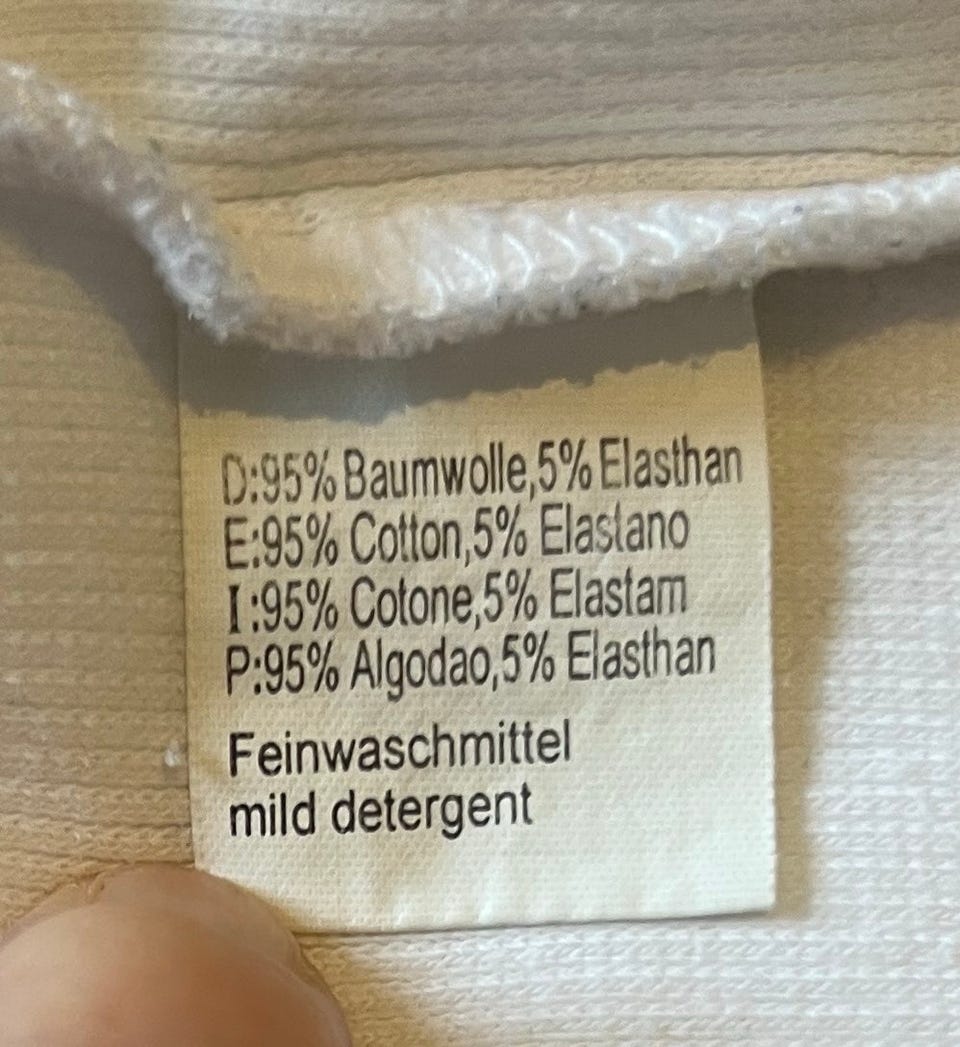 D:95% Baumwolle,5% Elasthan
E:95% Cotton,5% Elastano
I:95% Cotone,5% Elastam
P:95% Algodao,5% Elasthan
Feinwaschmittel
mild detergent